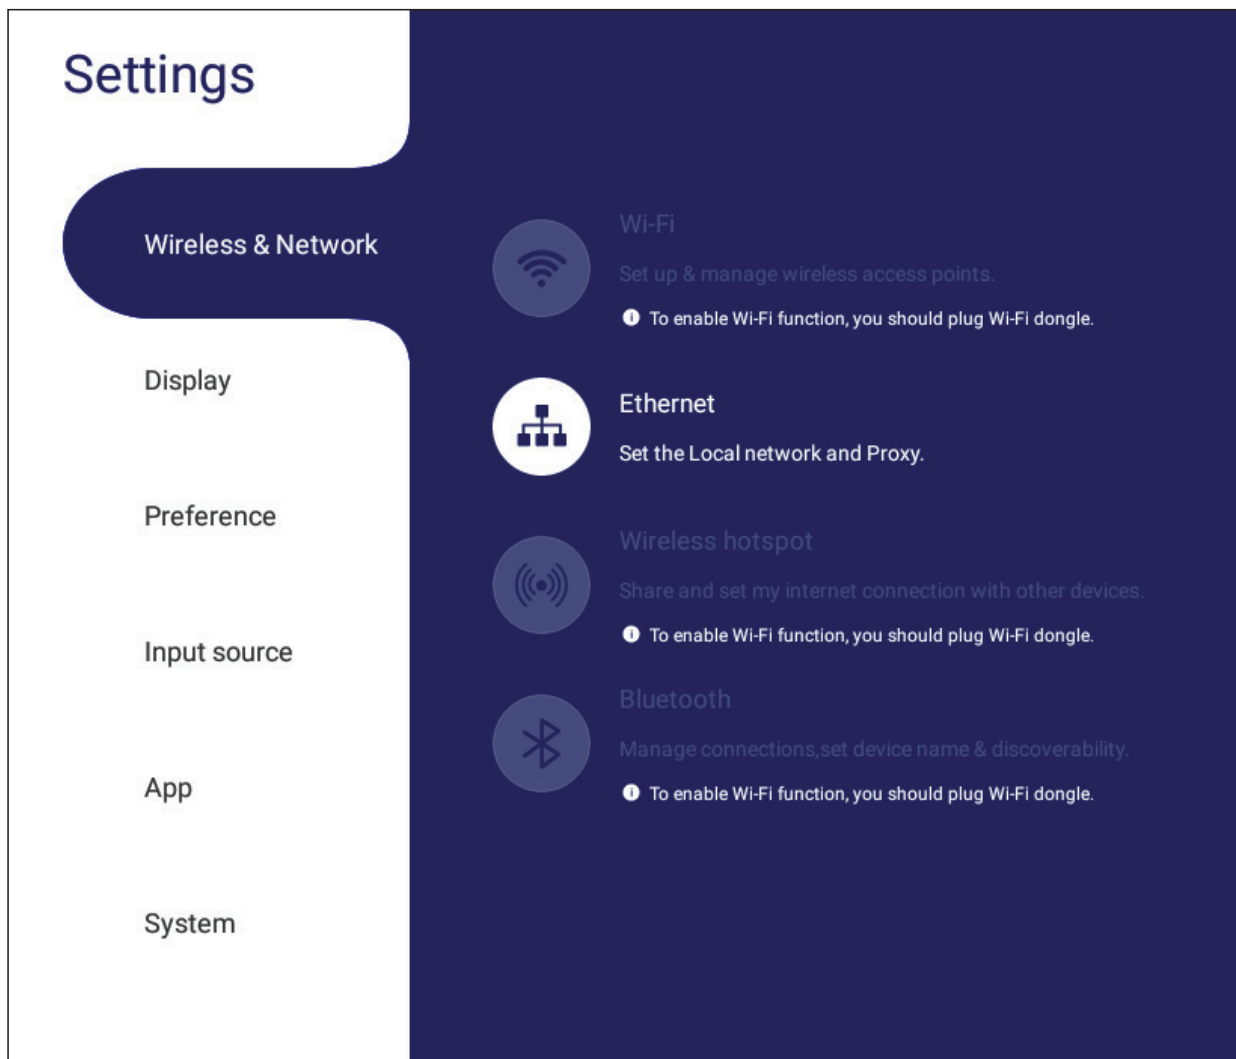 Settings
Wireless & Network
Display
Preference
Input source
App
System
Wi-Fi
Set up & manage wireless access points.
To enable Wi-Fi function, you should plug Wi-Fi dongle.
Ethernet
Set the Local network and Proxy.
Wireless hotspot
Share and set my internet connection with other devices.
To enable Wi-Fi function, you should plug Wi-Fi dongle.
Bluetooth
Manage connections,set device name & discoverability.
To enable Wi-Fi function, you should plug Wi-Fi dongle.